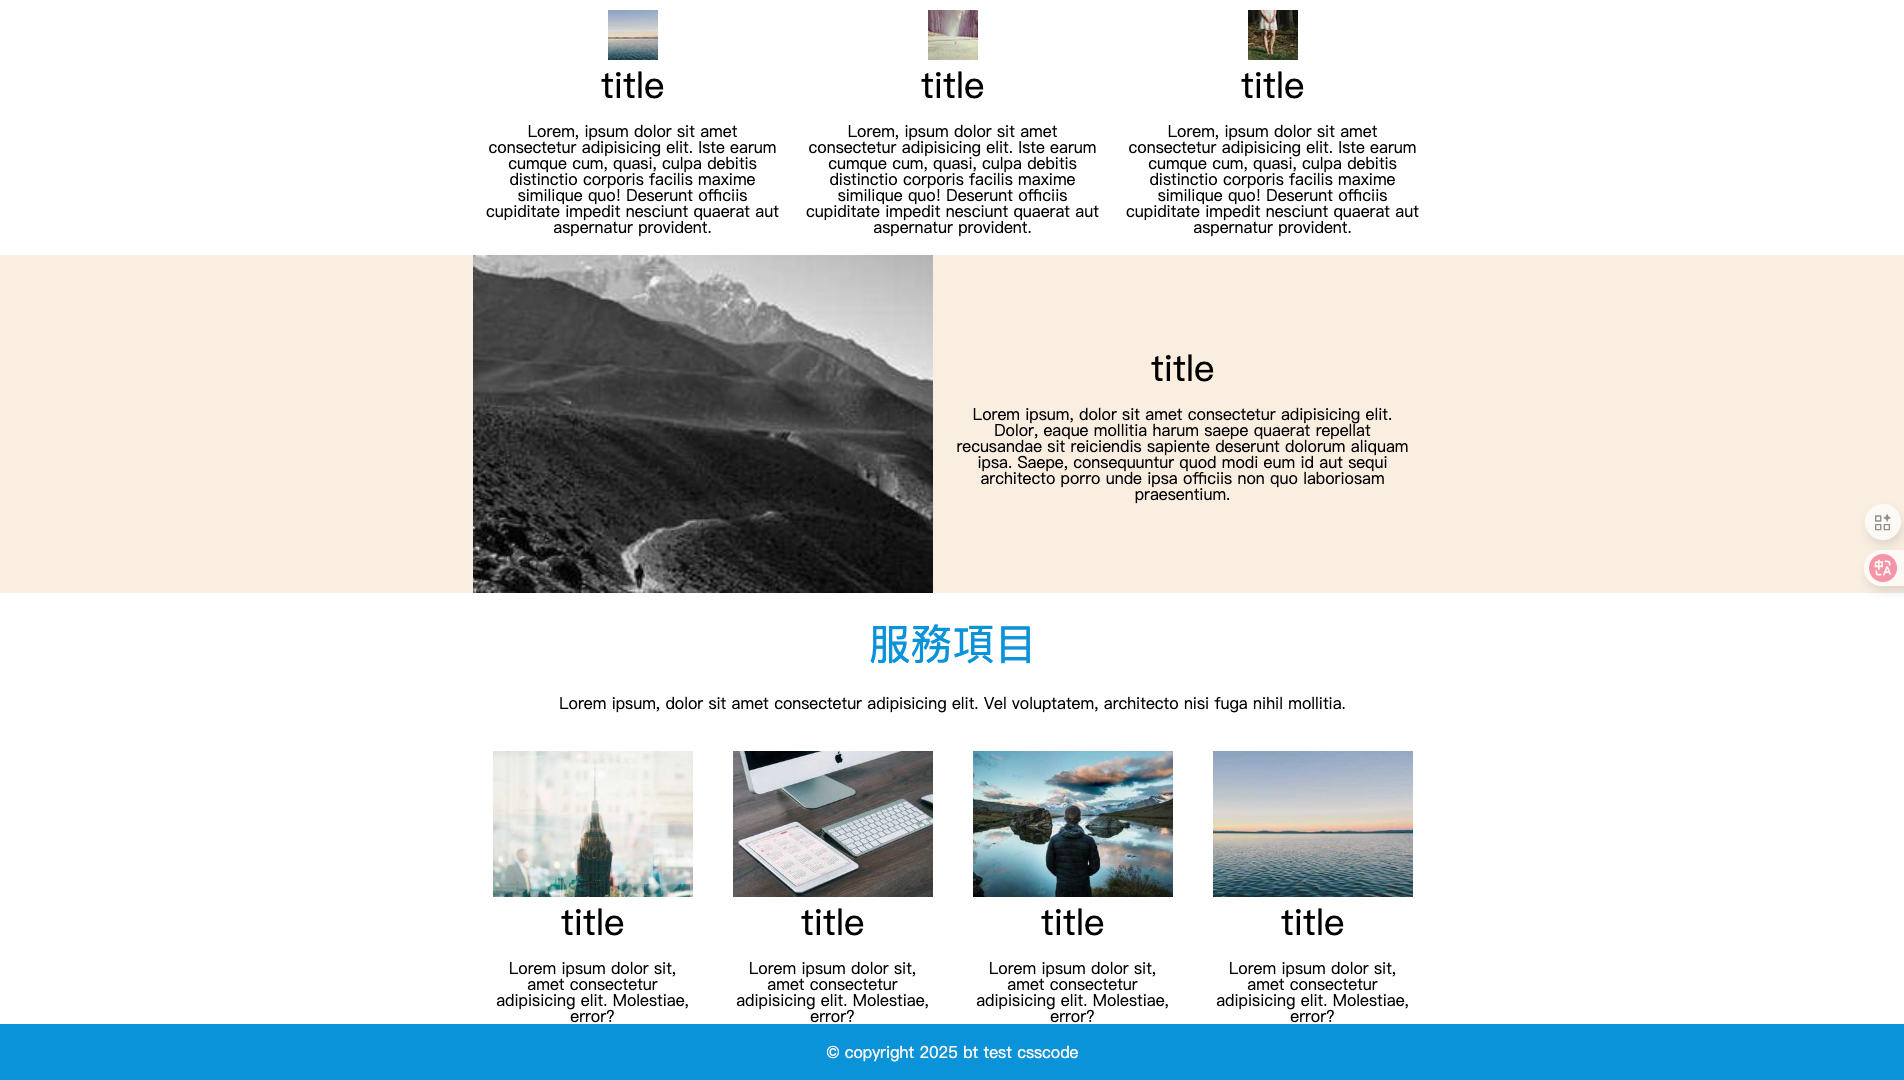 title
Lorem, ipsum dolor sit amet
consectetur adipisicing elit. Iste earum
cumque cum, quasi, culpa debitis
distinctio corporis facilis maxime
similique quo! Deserunt officiis
cupiditate impedit nesciunt quaerat aut
aspernatur provident.
title
Lorem, ipsum dolor sit amet
consectetur adipisicing elit. Iste earum
cumque cum, quasi, culpa debitis
distinctio corporis facilis maxime
similique quo! Deserunt officiis
cupiditate impedit nesciunt quaerat aut
aspernatur provident.
title
Lorem, ipsum dolor sit amet
consectetur adipisicing elit. Iste earum
cumque cum, quasi, culpa debitis
distinctio corporis facilis maxime
similique quo! Deserunt officiis
cupiditate impedit nesciunt quaerat aut
aspernatur provident.
title
Lorem ipsum, dolor sit amet consectetur adipisicing elit.
Dolor, eaque mollitia harum saepe quaerat repellat
recusandae sit reiciendis sapiente deserunt dolorum aliquam
ipsa. Saepe, consequuntur quod modi eum id aut sequi
architecto porro unde ipsa officiis non quo laboriosam
praesentium.
中A
服務項目
Lorem ipsum, dolor sit amet consectetur adipisicing elit. Vel voluptatem, architecto nisi fuga nihil mollitia.
title
Lorem ipsum dolor sit,
amet consectetur
adipisicing elit. Molestiae,
error?
title
Lorem ipsum dolor sit,
amet consectetur
adipisicing elit. Molestiae,
error?
title
Lorem ipsum dolor sit,
amet consectetur
adipisicing elit. Molestiae,
error?
title
Lorem ipsum dolor sit,
amet consectetur
adipisicing elit. Molestiae,
error?
© copyright 2025 bt test csscode